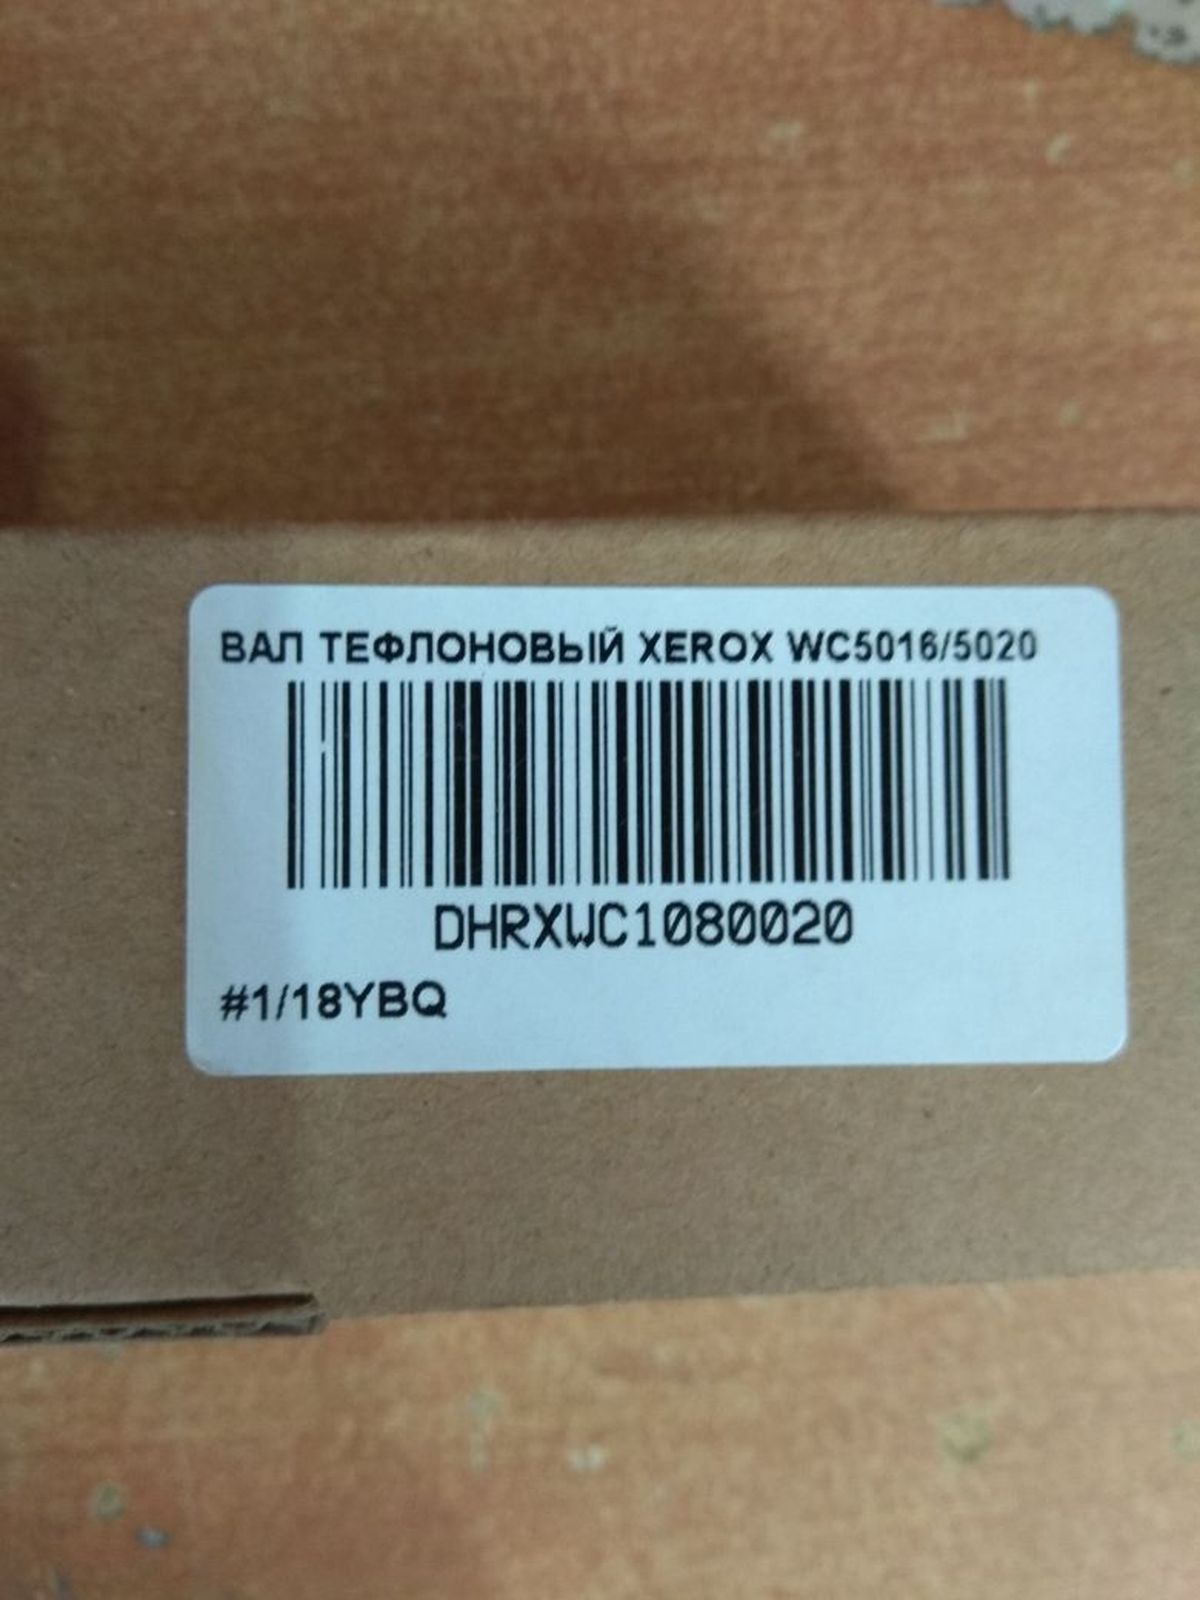 ВАЛ ТЕФЛОНОВЫЙ XEROX WC5016/5020
DHRXWC1080020
#1/18YBQ